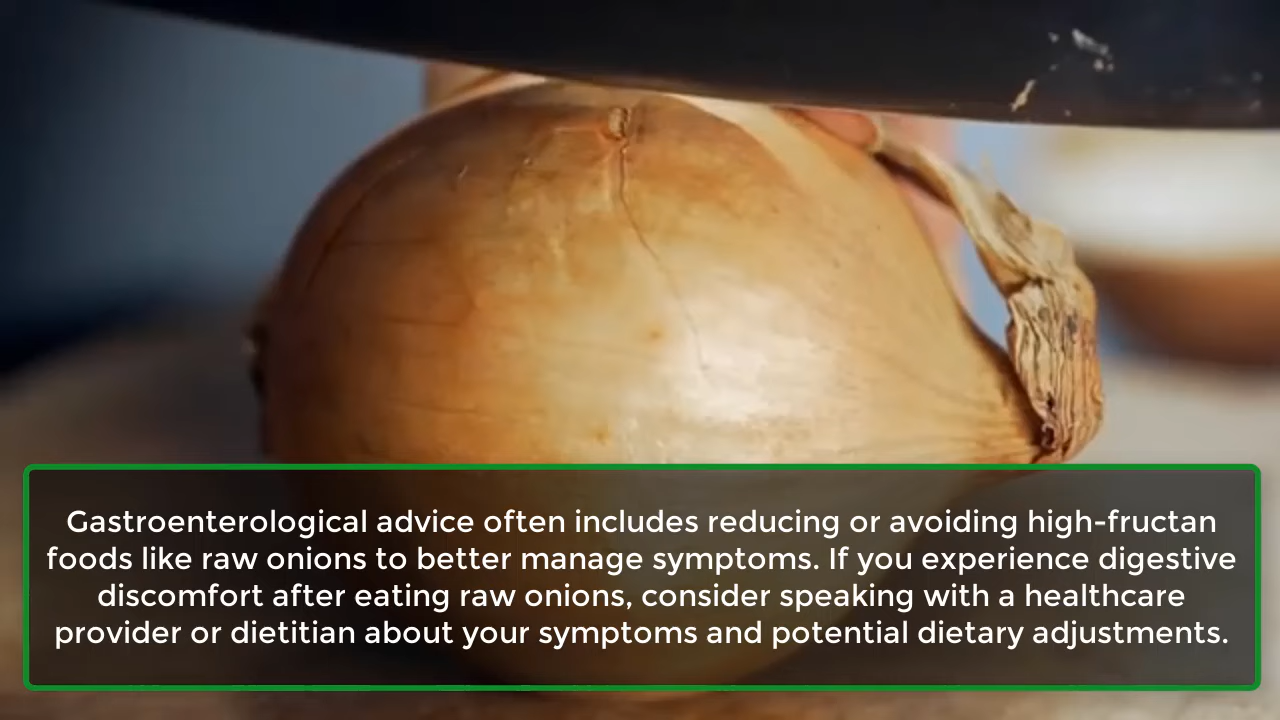 Gastroenterological advice often includes reducing or avoiding high-fructan
foods like raw onions to better manage symptoms. If you experience digestive
discomfort after eating raw onions, consider speaking with a healthcare
provider or dietitian about your symptoms and potential dietary adjustments.